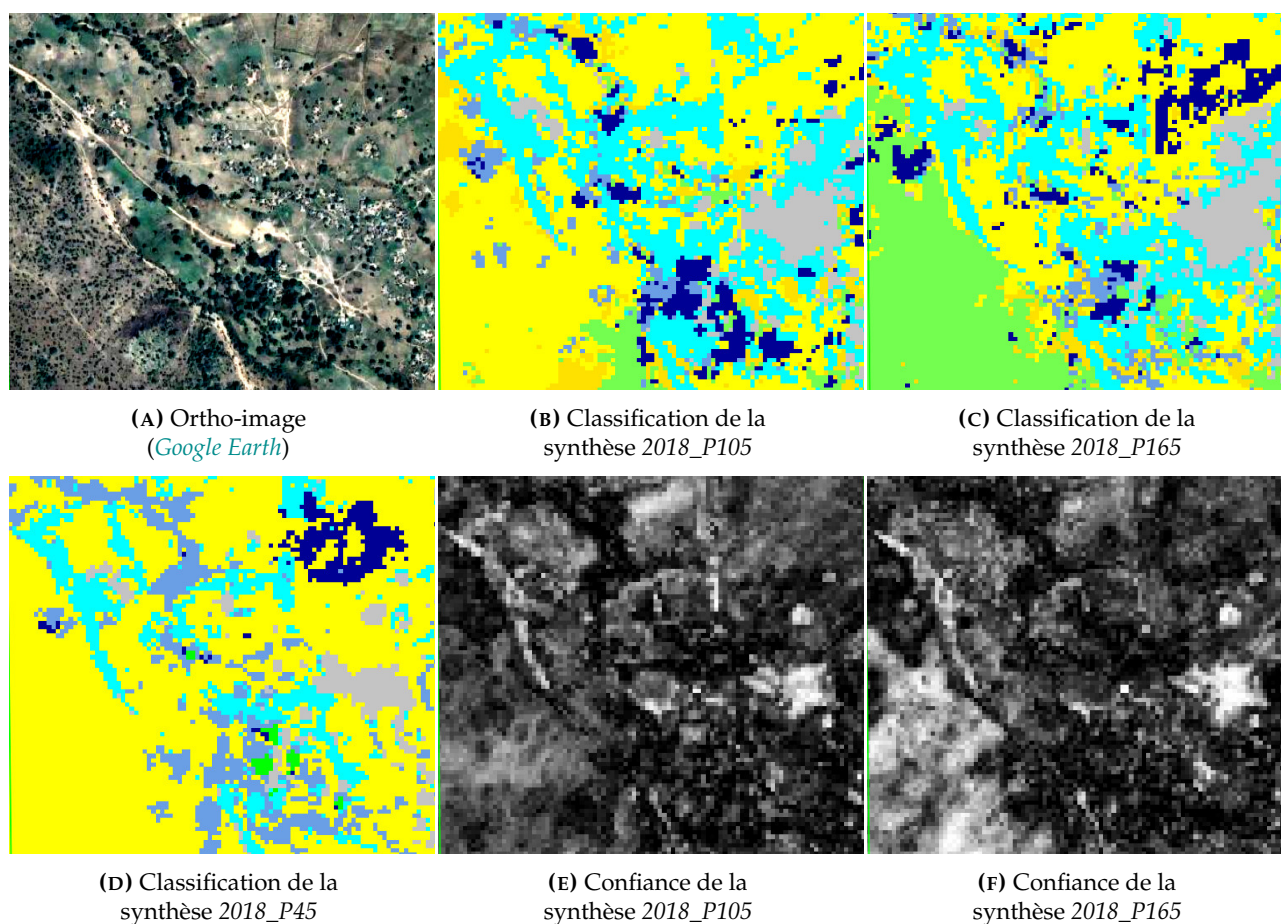 (A) Ortho-image
(Google Earth)
(B) Classification de la
synthèse 2018_P105
(C) Classification de la
synthèse 2018_P165
(D) Classification de la
synthèse 2018_P45
(E) Confiance de la
synthèse 2018_P105
(F) Confiance de la
synthèse 2018_P165